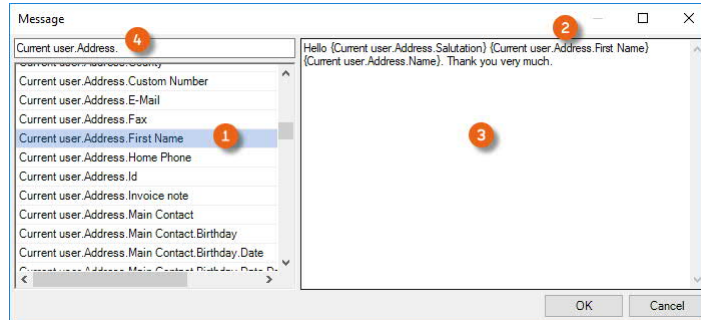 Message
2
Current user.Address.
4
Hello {Current user.Address.Salutation} {Current user.Address.First Name}
{Current user.Address.Name}. Thank you very much.
Current user.Address.Custom Number
Current user.Address.E-Mail
Current user.Address.Fax
Current user.Address.First Name
1
3
Current user.Address.Home Phone
Current user.Address.Id
Current user.Address.Invoice note
Current user.Address.Main Contact
Current user.Address.Main Contact.Birthday
Current user.Address.Main Contact.Birthday.Date
OK
Cancel